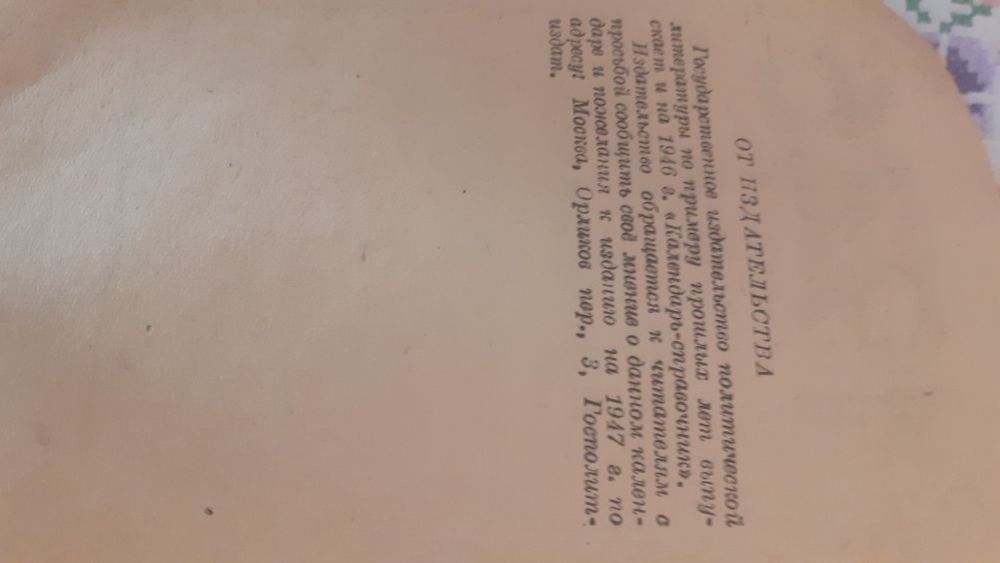 ОТ ИЗДАТЕЛЬСТВА
Государственное издательство политической
литературы по примеру прошлых лет выпу-
скает и на 1946 г. «Календарь-справочник».
Издательство обращается к читателям с
просьбой сообщить своё мнение о данном кален-
даре и пожелания к изданию на 1947 г. по
адресу: Москва, Орликов пер., 3, Госполит-
издат.